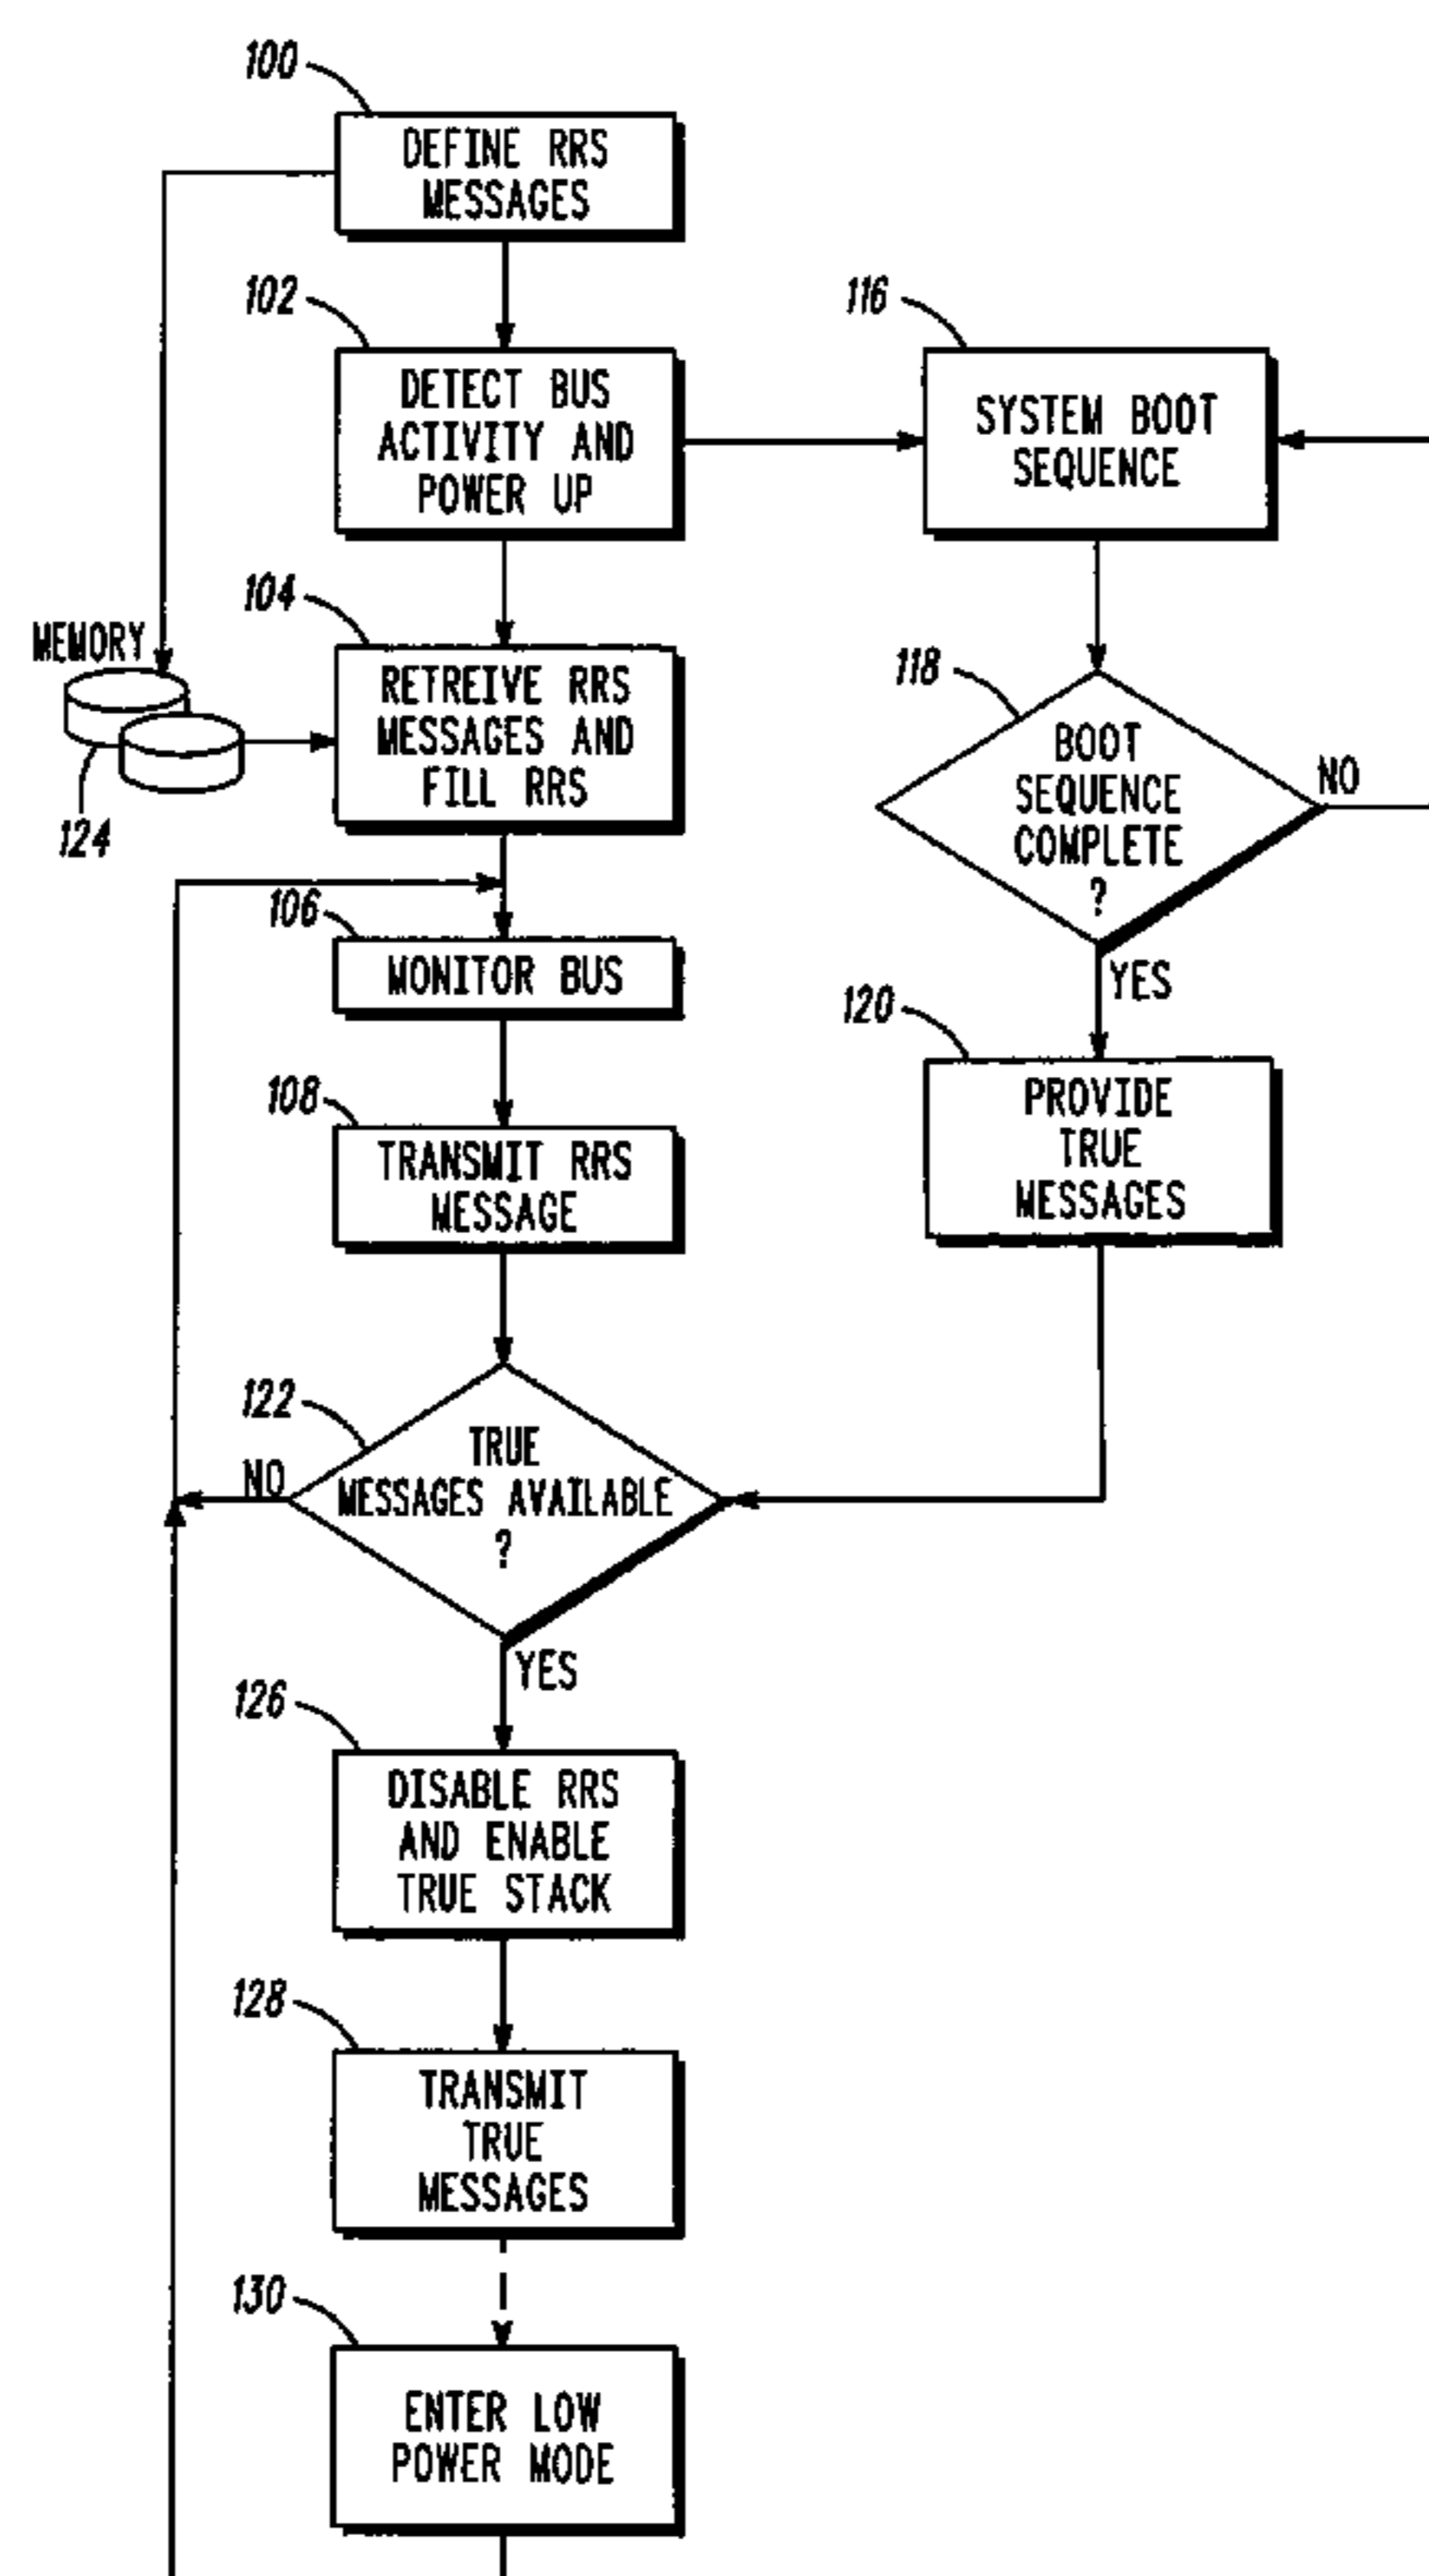 100
DEFINE RRS
MESSAGES
102
DETECT BUS
ACTIVITY AND
POWER UP
116
SYSTEM BOOT
SEQUENCE
104
MEMORY
RETREIVE RRS
MESSAGES AND
FILL RRS
124
118
BOOT
SEQUENCE
COMPLETE
?
NO
YES
106
MONITOR BUS
120
PROVIDE
TRUE
MESSAGES
108
TRANSMIT RRS
MESSAGE
122
TRUE
MESSAGES AVAILABLE
?
NO
YES
126
DISABLE RRS
AND ENABLE
TRUE STACK
128
TRANSMIT
TRUE
MESSAGES
130
ENTER LOW
POWER MODE